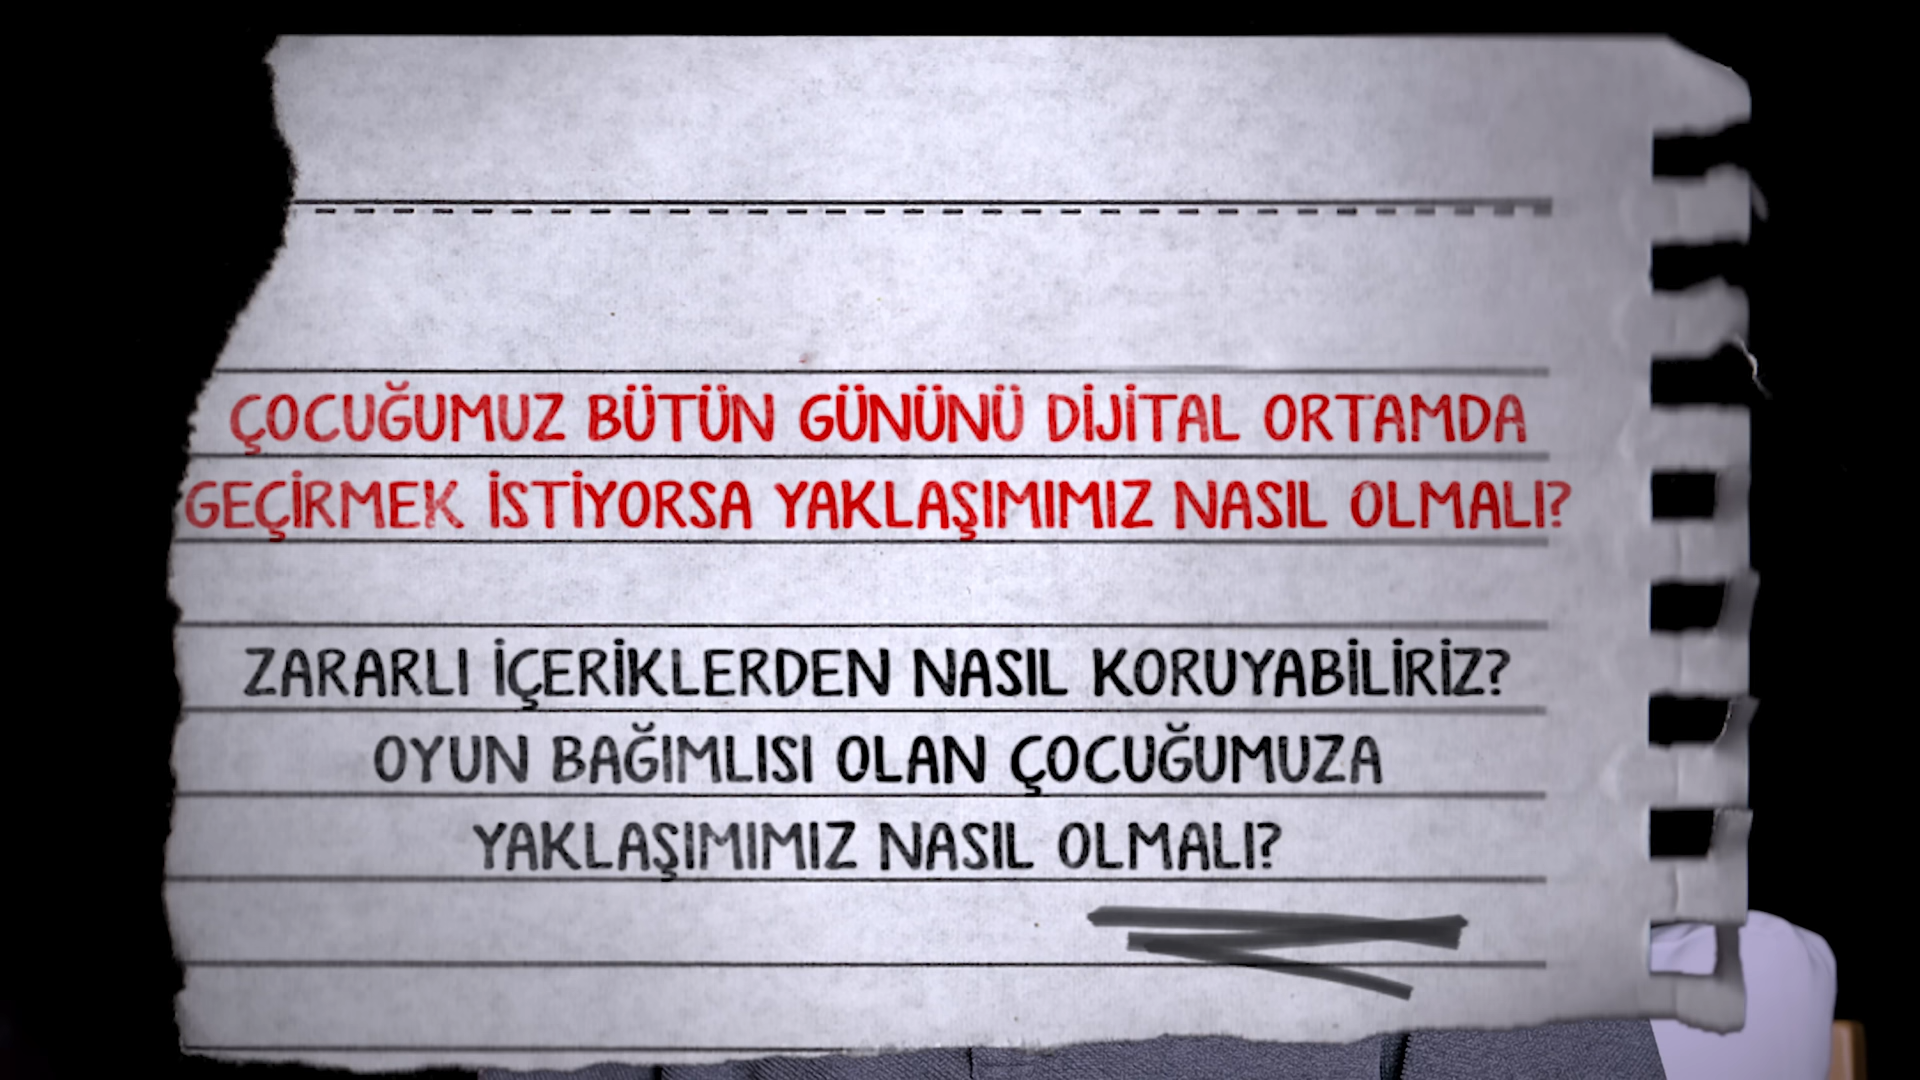 ÇOCUĞUMUZ BÜTÜN GÜNÜNÜ DİJİTAL ORTAMDA
GEÇİRMEK İSTİYORSA YAKLAŞIMIMIZ NASIL OLMALI?
ZARARLI İÇERİKLERDEN NASIL KORUYABİLİRİZ?
OYUN BAĞIMLISI OLAN ÇOCUĞUMUZA
YAKLAŞIMIMIZ NASIL OLMALI?